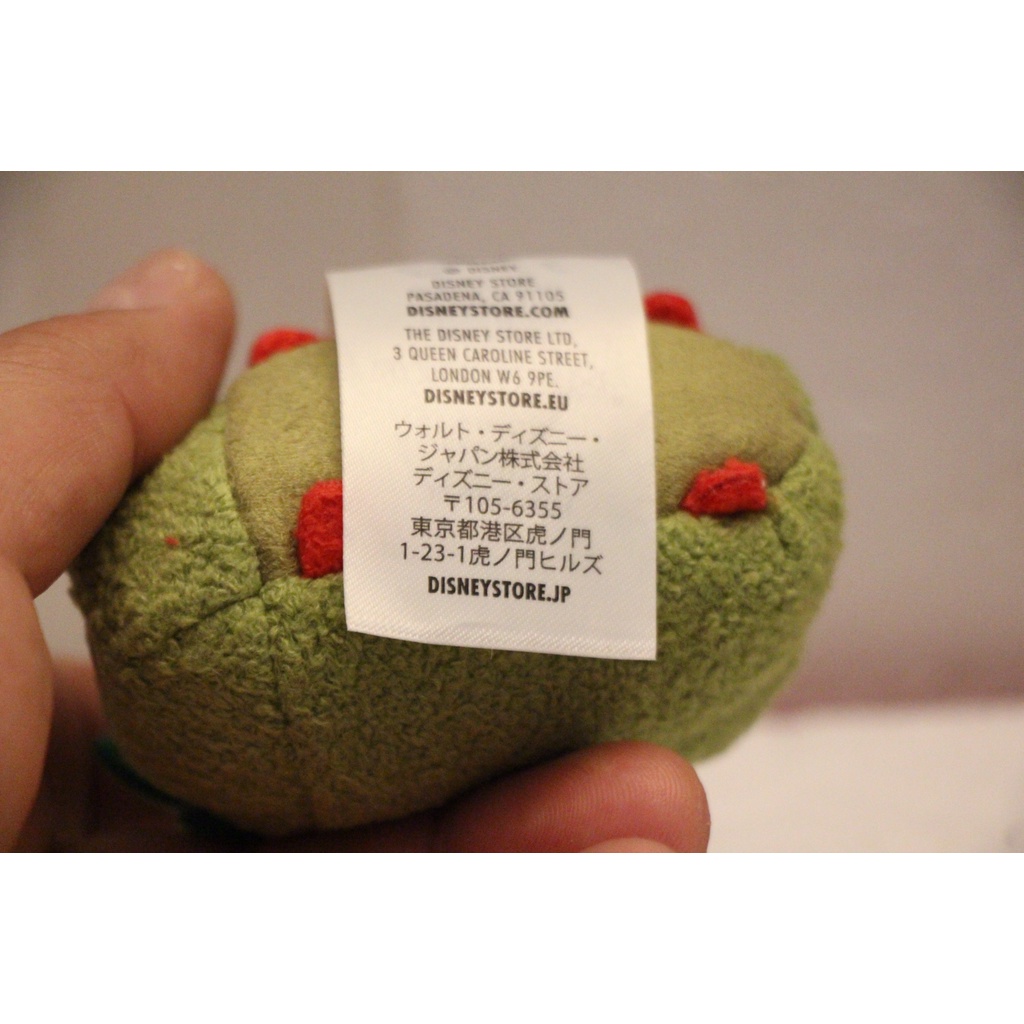 © DISNEY
DISNEY STORE
PASADENA, CA 91105
DISNEYSTORE.COM
THE DISNEY STORE LTD,
3 QUEEN CAROLINE STREET,
LONDON W6 9PE.
DISNEYSTORE.EU
ウォルト・ディズニー・
ジャパン株式会社
ディズニー・ストア
〒105-6355
東京都港区虎ノ門
1-23-1虎ノ門ヒルズ
DISNEYSTORE.JP